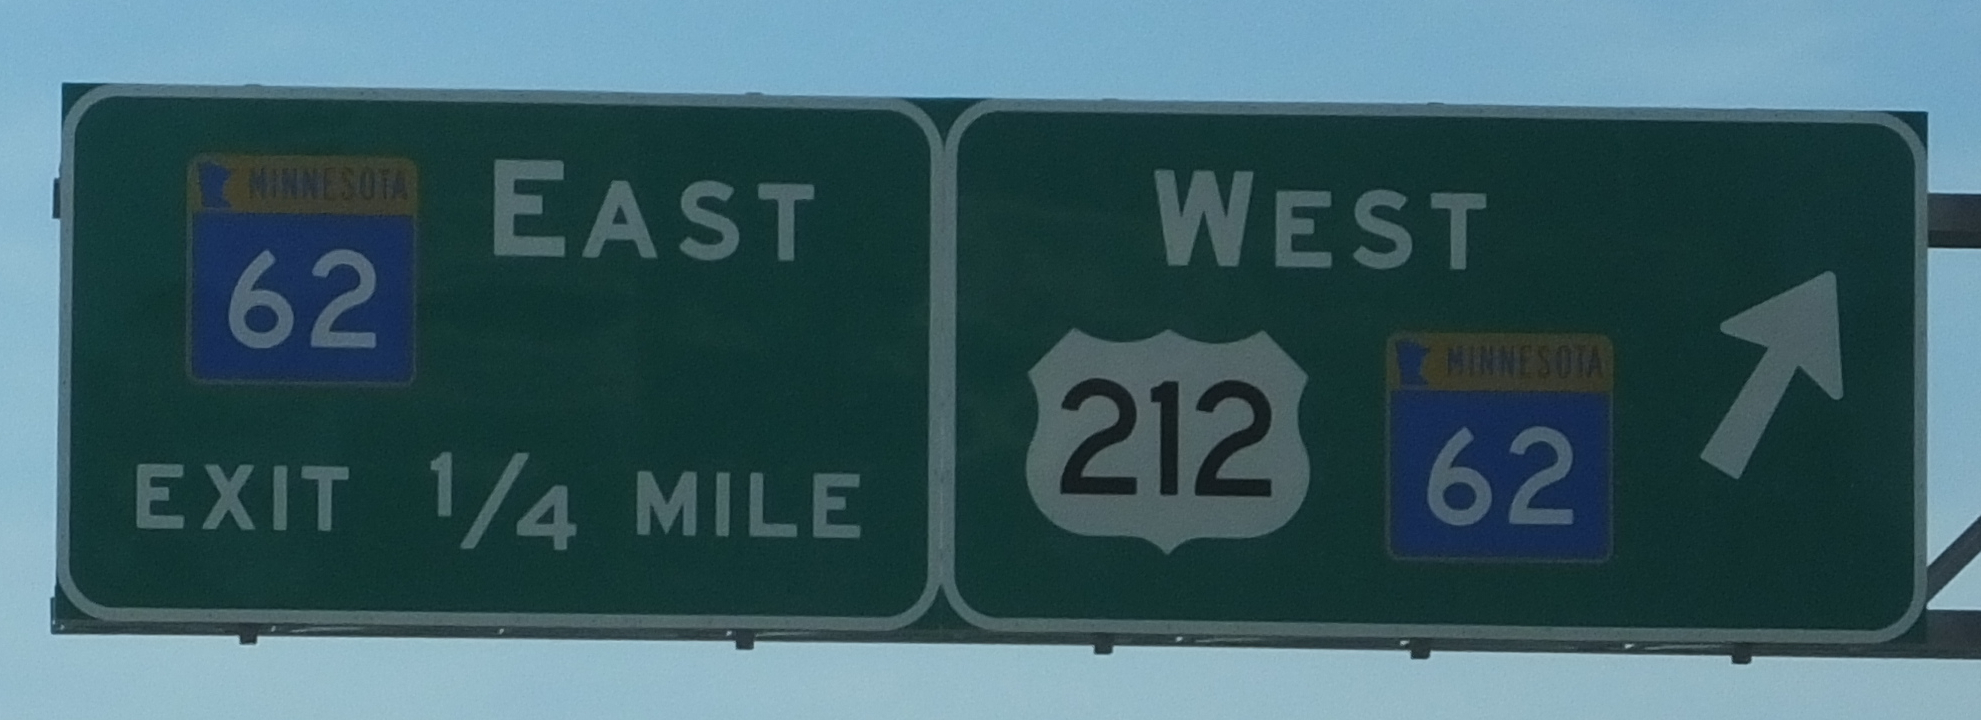 MINNESOTA
62 EAST
EXIT 1/4 MILE
WEST
212
MINNESOTA
62